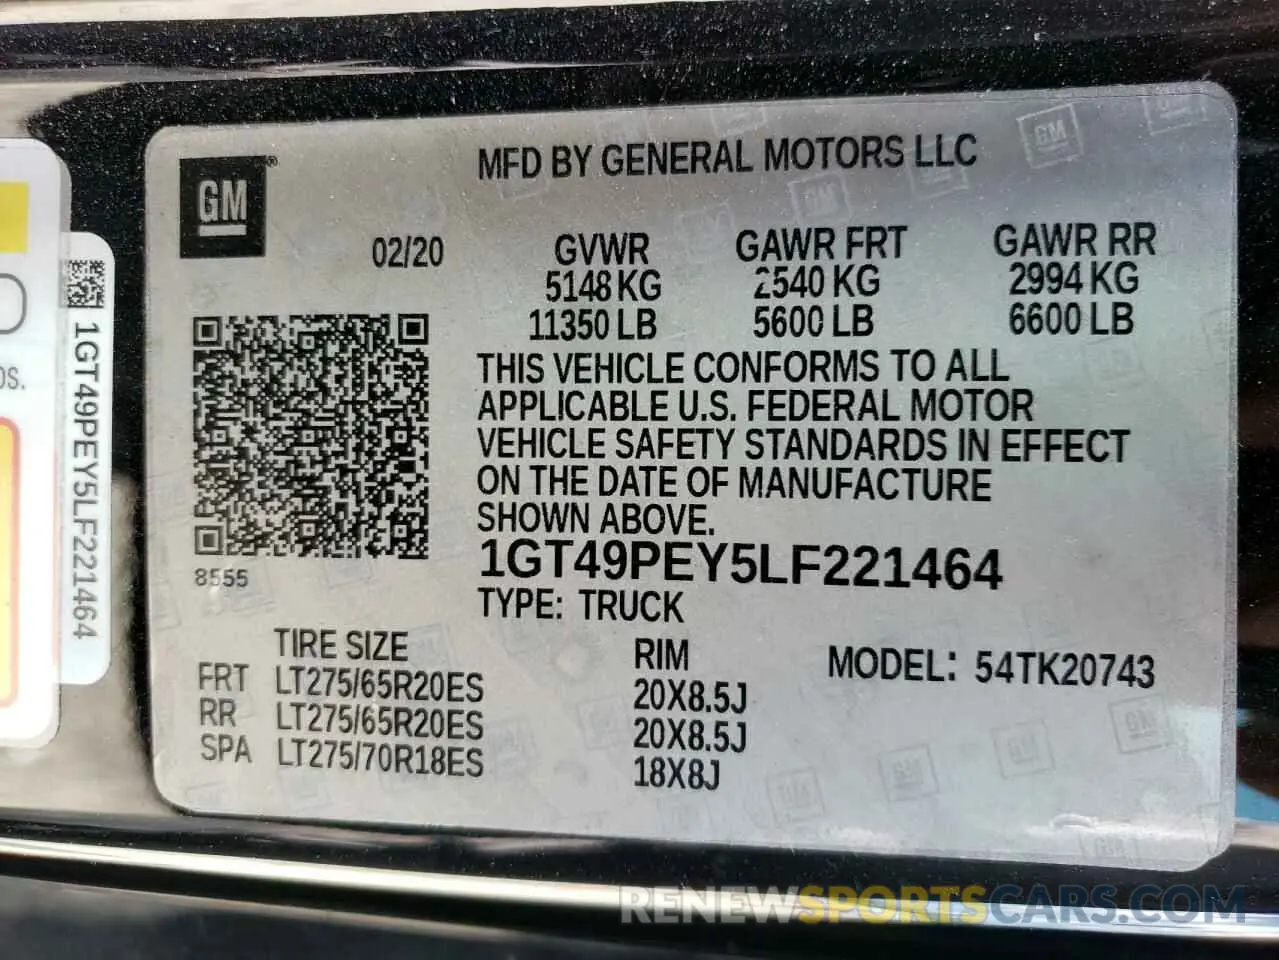 MFD BY GENERAL MOTORS LLC
GM ®
02/20
GVWR GAWR FRT GAWR RR
5148 KG 2540 KG 2994 KG
11350 LB 5600 LB 6600 LB
THIS VEHICLE CONFORMS TO ALL
APPLICABLE U.S. FEDERAL MOTOR
VEHICLE SAFETY STANDARDS IN EFFECT
ON THE DATE OF MANUFACTURE
SHOWN ABOVE.
1GT49PEY5LF221464
8555
TYPE: TRUCK
TIRE SIZE RIM MODEL: 54TK20743
FRT LT275/65R20ES 20X8.5J
RR LT275/65R20ES 20X8.5J
SPA LT275/70R18ES 18X8J
1GT49PEY5LF221464
RENEWSPORTSCARS.COM